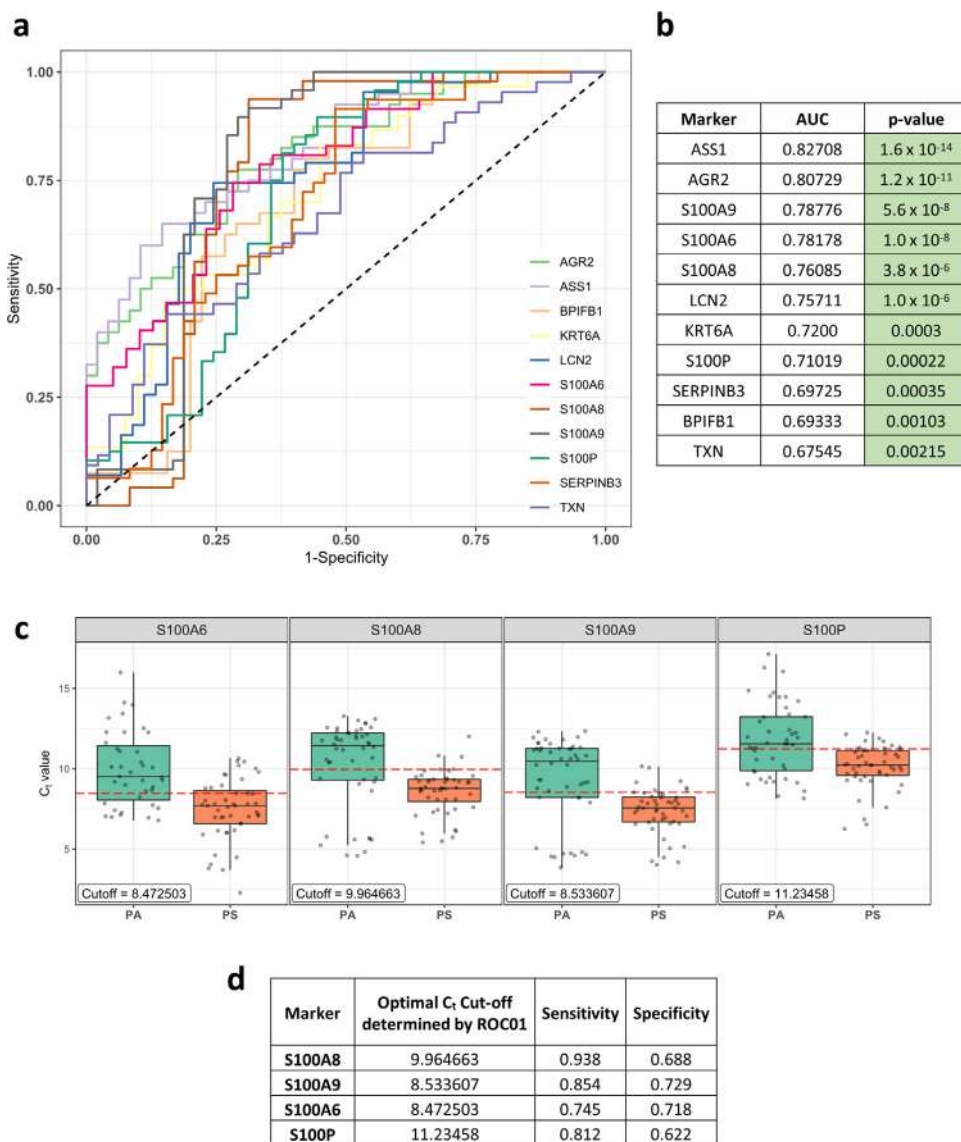 a
1.00
0.75
0.50
0.25
0.00
Sensitivity
0.00 0.25 0.50 0.75 1.00
1-Specificity
AGR2
ASS1
BPIFB1
KRT6A
LCN2
S100A6
S100A8
S100A9
S100P
SERPINB3
TXN
b
Marker AUC p-value
ASS1 0.82708 1.6 x 10⁻¹⁴
AGR2 0.80729 1.2 x 10⁻¹¹
S100A9 0.78776 5.6 x 10⁻⁸
S100A6 0.78178 1.0 x 10⁻⁸
S100A8 0.76085 3.8 x 10⁻⁶
LCN2 0.75711 1.0 x 10⁻⁶
KRT6A 0.7200 0.0003
S100P 0.71019 0.00022
SERPINB3 0.69725 0.00035
BPIFB1 0.69333 0.00103
TXN 0.67545 0.00215
c
S100A6 S100A8 S100A9 S100P
15
10
5
Cₜ value
Cutoff = 8.472503 Cutoff = 9.964663 Cutoff = 8.533607 Cutoff = 11.23458
PA PS PA PS PA PS PA PS
d
Marker Optimal Cₜ Cut-off determined by ROC01 Sensitivity Specificity
S100A8 9.964663 0.938 0.688
S100A9 8.533607 0.854 0.729
S100A6 8.472503 0.745 0.718
S100P 11.23458 0.812 0.622